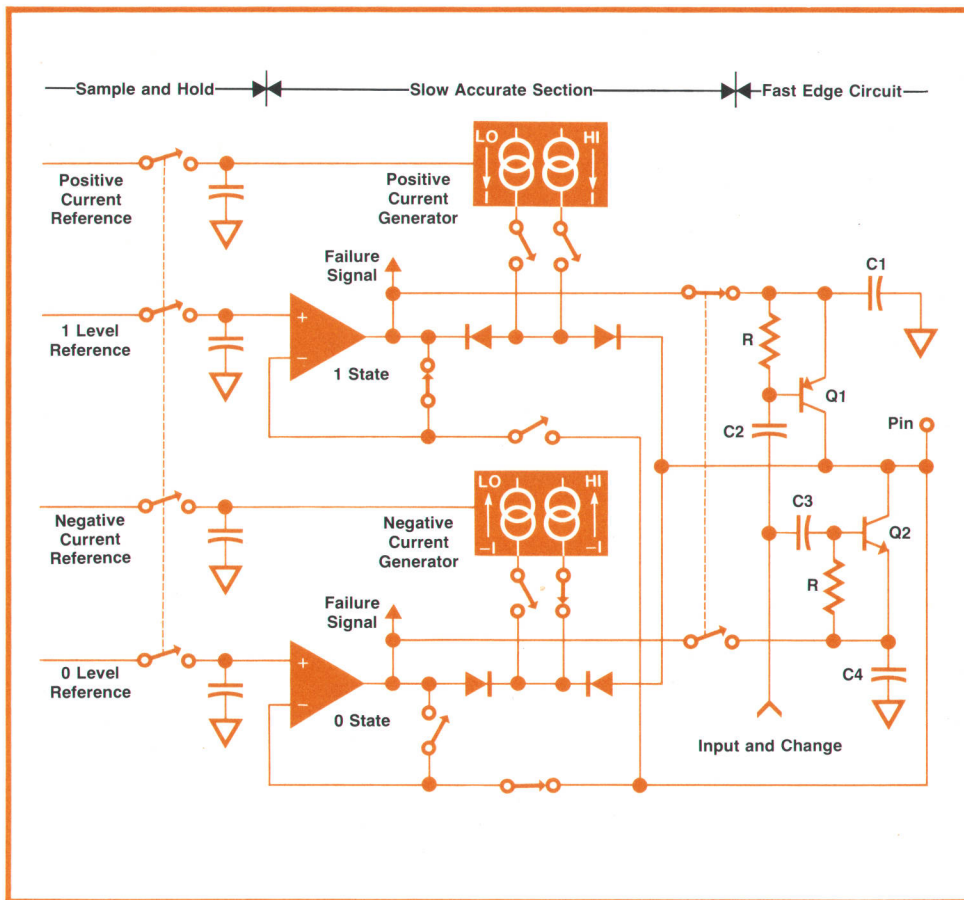 Sample and Hold
Slow Accurate Section
Fast Edge Circuit
LO
HI
I
I
Positive
Current
Reference
Positive
Current
Generator
Failure
Signal
C1
1 Level
Reference
+
−
1 State
R
Q1
C2
Pin
LO
HI
−I
−I
Negative
Current
Reference
Negative
Current
Generator
C3
Q2
R
Failure
Signal
0 Level
Reference
+
−
0 State
C4
Input and Change